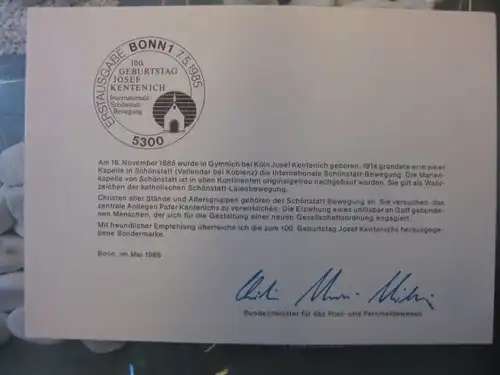 ERSTAUSGABE BONN 1 7.5.1985
100.
GEBURTSTAG
JOSEF
KENTENICH
Internationale
Schönstatt-
Bewegung
5300
Am 18. November 1885 wurde in Gymnich bei Köln Josef Kentenich geboren. 1914 gründete er in einer
Kapelle in Schönstatt (Vallendar bei Koblenz) die Internationale Schönstatt-Bewegung. Die Marien-
kapelle von Schönstatt ist in allen Kontinenten originalgetreu nachgebaut worden. Sie gilt als Wahr-
zeichen der katholischen Schönstatt-Laienbewegung.
Christen aller Stände und Altersgruppen gehören der Schönstatt-Bewegung an. Sie versuchen, das
zentrale Anliegen Pater Kentenichs zu verwirklichen: Die Erziehung eines unlösbar an Gott gebunde-
nen Menschen, der sich für die Gestaltung einer neuen Gesellschaftsordnung engagiert.
Mit freundlicher Empfehlung überreiche ich die zum 100. Geburtstag Josef Kentenichs herausgege-
bene Sondermarke.
Bonn, im Mai 1985
Bundesminister für das Post- und Fernmeldewesen